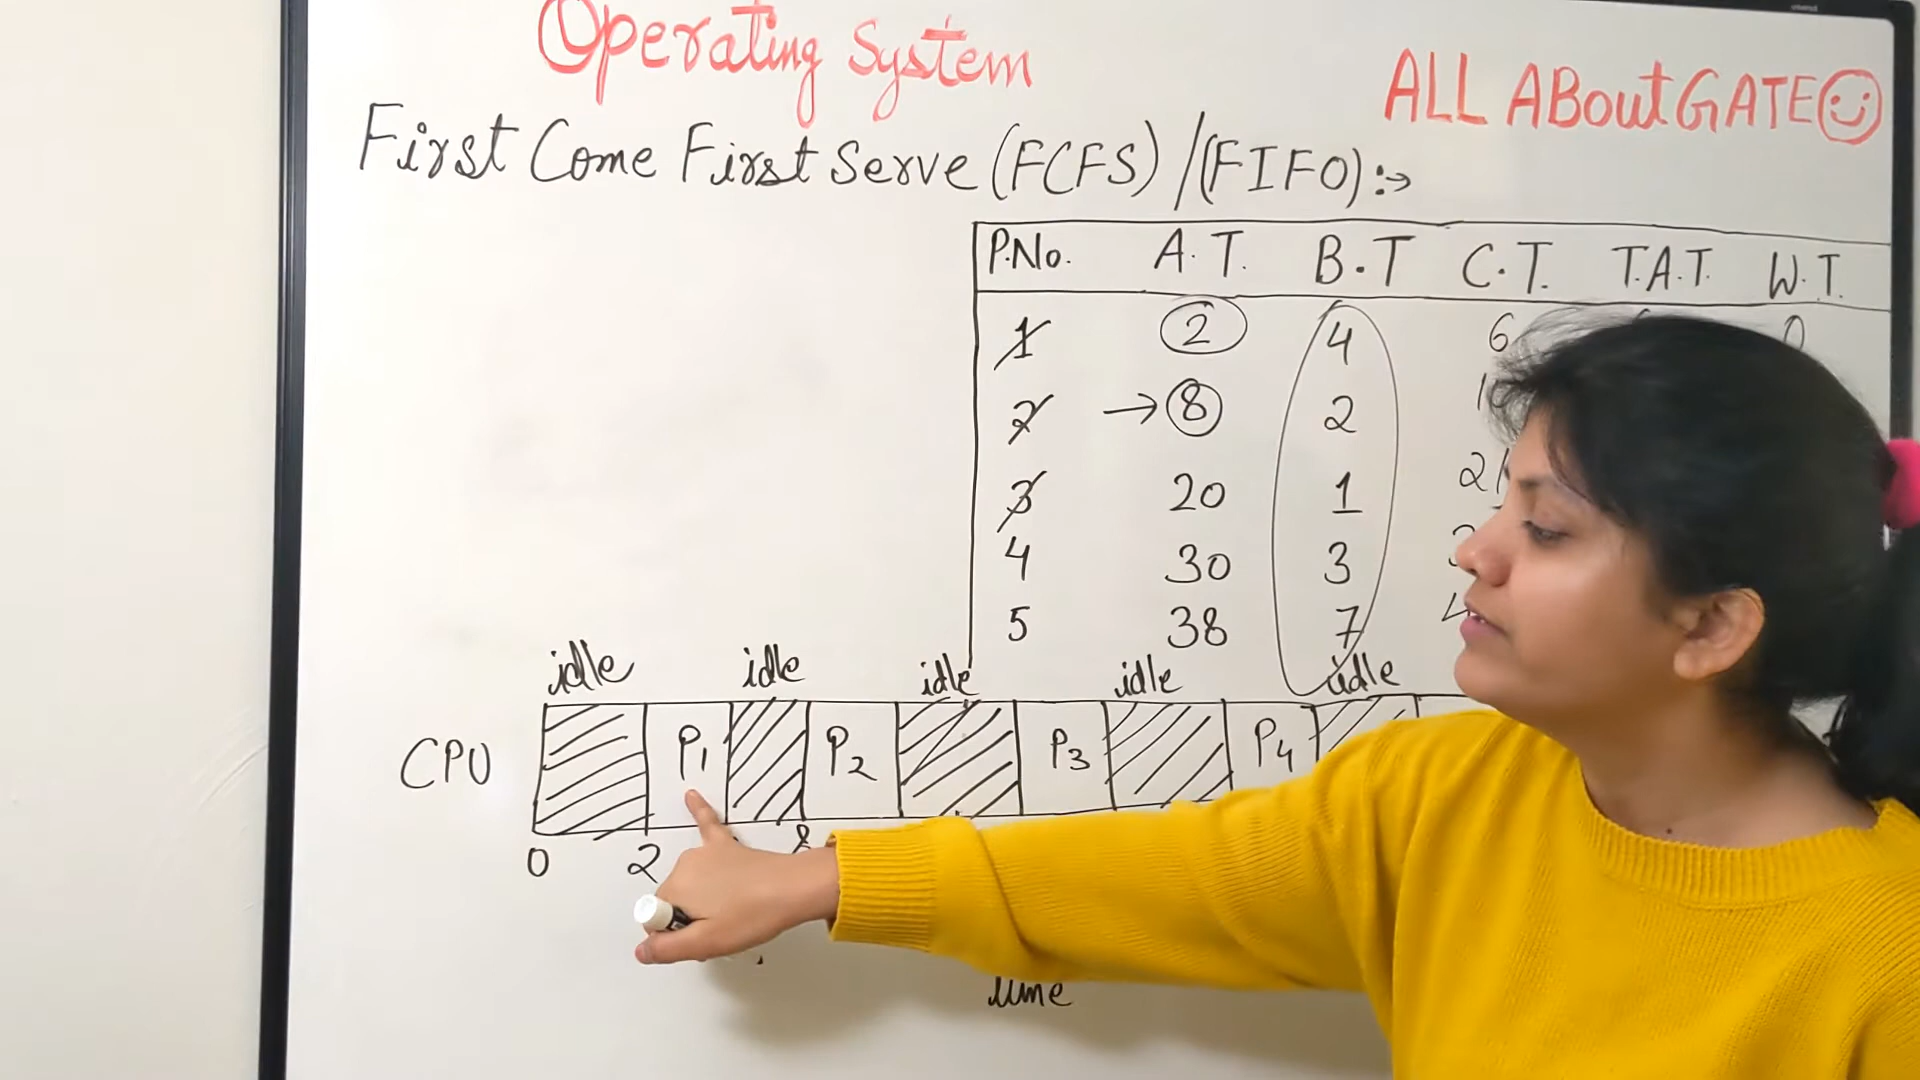 Operating System
ALL ABout GATE
First Come First Serve (FCFS) / (FIFO) :→
P.No. A.T. B.T C.T. T.A.T. W.T.
1 2 4 6 0
2 → 8 2
3 20 1
4 30 3
5 38 7
idle idle idle idle idle
CPU P1 P2 P3 P4
0 2 8
time